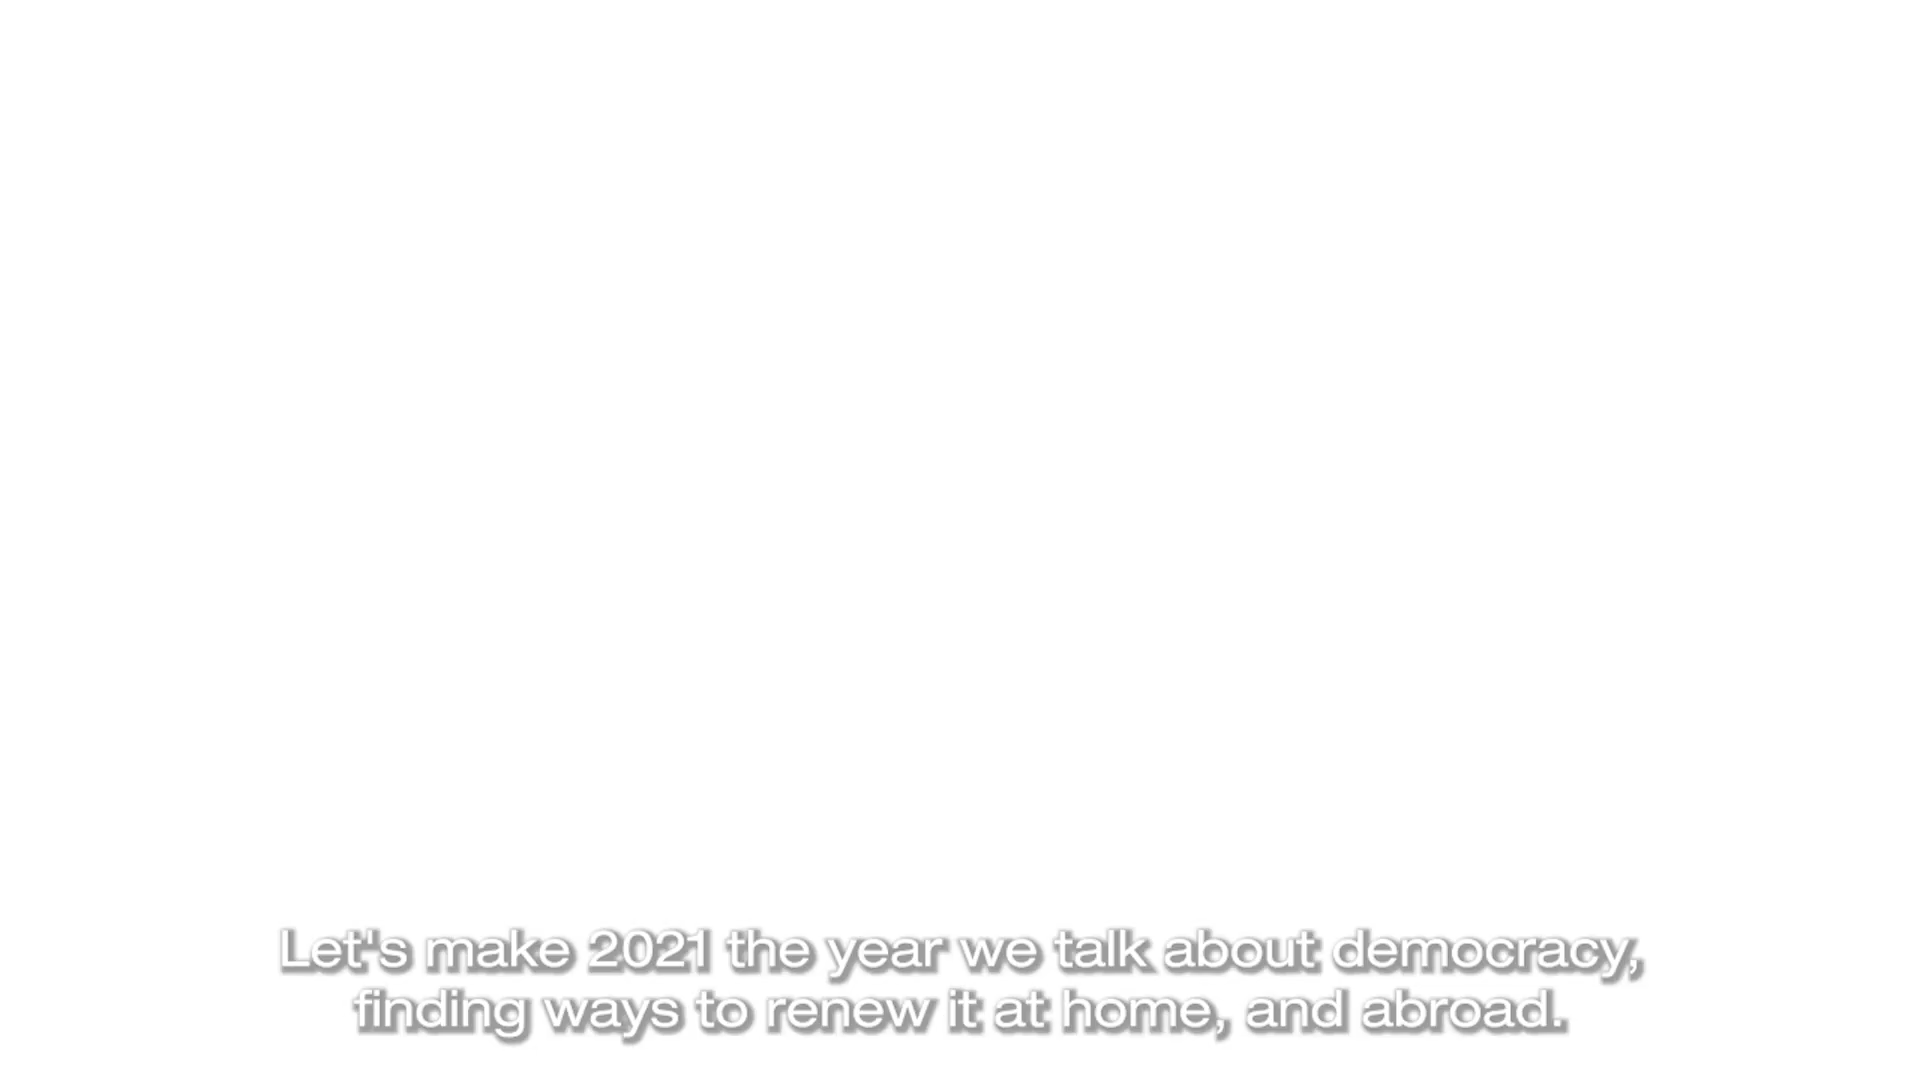 Let's make 2021 the year we talk about democracy,
finding ways to renew it at home, and abroad.